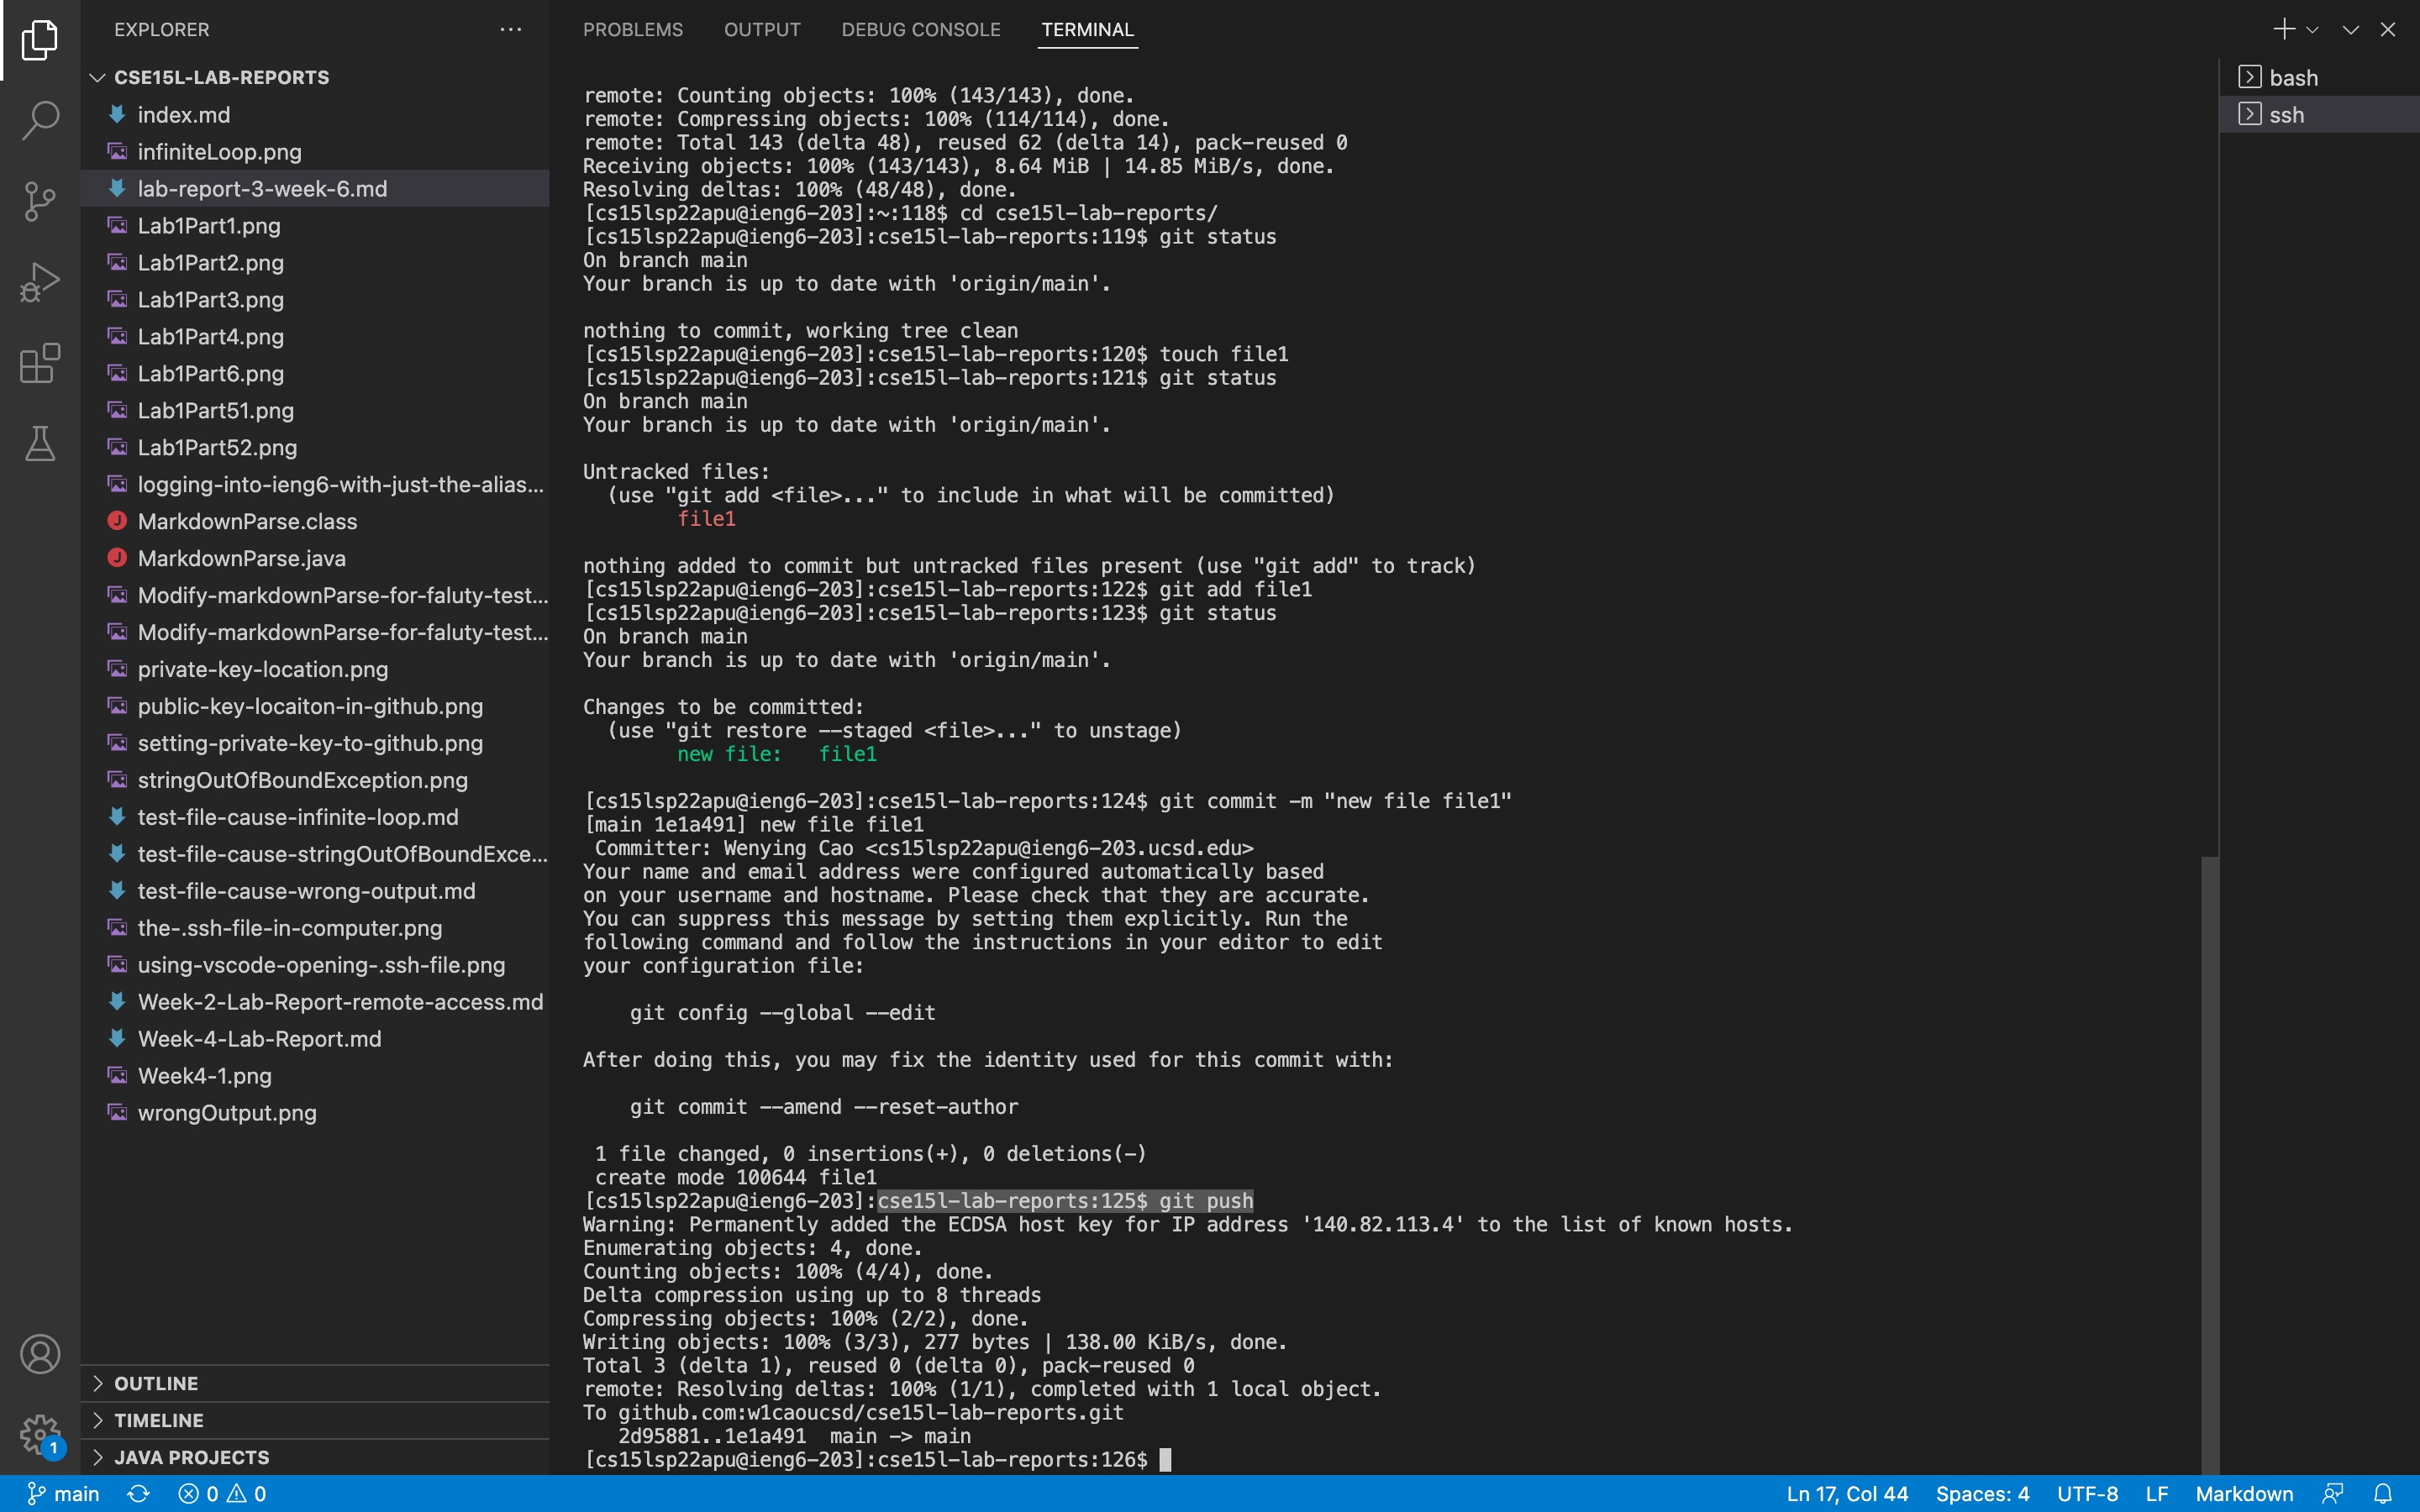 EXPLORER
CSE15L-LAB-REPORTS
index.md
infiniteLoop.png
lab-report-3-week-6.md
Lab1Part1.png
Lab1Part2.png
Lab1Part3.png
Lab1Part4.png
Lab1Part6.png
Lab1Part51.png
Lab1Part52.png
logging-into-ieng6-with-just-the-alias...
MarkdownParse.class
MarkdownParse.java
Modify-markdownParse-for-faluty-test...
Modify-markdownParse-for-faluty-test...
private-key-location.png
public-key-locaiton-in-github.png
setting-private-key-to-github.png
stringOutOfBoundException.png
test-file-cause-infinite-loop.md
test-file-cause-stringOutOfBoundExce...
test-file-cause-wrong-output.md
the-.ssh-file-in-computer.png
using-vscode-opening-.ssh-file.png
Week-2-Lab-Report-remote-access.md
Week-4-Lab-Report.md
Week4-1.png
wrongOutput.png
OUTLINE
TIMELINE
JAVA PROJECTS
PROBLEMS OUTPUT DEBUG CONSOLE TERMINAL
remote: Counting objects: 100% (143/143), done.
remote: Compressing objects: 100% (114/114), done.
remote: Total 143 (delta 48), reused 62 (delta 14), pack-reused 0
Receiving objects: 100% (143/143), 8.64 MiB | 14.85 MiB/s, done.
Resolving deltas: 100% (48/48), done.
[cs15lsp22apu@ieng6-203]:~:118$ cd cse15l-lab-reports/
[cs15lsp22apu@ieng6-203]:cse15l-lab-reports:119$ git status
On branch main
Your branch is up to date with 'origin/main'.
nothing to commit, working tree clean
[cs15lsp22apu@ieng6-203]:cse15l-lab-reports:120$ touch file1
[cs15lsp22apu@ieng6-203]:cse15l-lab-reports:121$ git status
On branch main
Your branch is up to date with 'origin/main'.
Untracked files:
(use "git add <file>..." to include in what will be committed)
file1
nothing added to commit but untracked files present (use "git add" to track)
[cs15lsp22apu@ieng6-203]:cse15l-lab-reports:122$ git add file1
[cs15lsp22apu@ieng6-203]:cse15l-lab-reports:123$ git status
On branch main
Your branch is up to date with 'origin/main'.
Changes to be committed:
(use "git restore --staged <file>..." to unstage)
new file: file1
[cs15lsp22apu@ieng6-203]:cse15l-lab-reports:124$ git commit -m "new file file1"
[main 1e1a491] new file file1
Committer: Wenying Cao <cs15lsp22apu@ieng6-203.ucsd.edu>
Your name and email address were configured automatically based
on your username and hostname. Please check that they are accurate.
You can suppress this message by setting them explicitly. Run the
following command and follow the instructions in your editor to edit
your configuration file:
git config --global --edit
After doing this, you may fix the identity used for this commit with:
git commit --amend --reset-author
1 file changed, 0 insertions(+), 0 deletions(-)
create mode 100644 file1
[cs15lsp22apu@ieng6-203]:cse15l-lab-reports:125$ git push
Warning: Permanently added the ECDSA host key for IP address '140.82.113.4' to the list of known hosts.
Enumerating objects: 4, done.
Counting objects: 100% (4/4), done.
Delta compression using up to 8 threads
Compressing objects: 100% (2/2), done.
Writing objects: 100% (3/3), 277 bytes | 138.00 KiB/s, done.
Total 3 (delta 1), reused 0 (delta 0), pack-reused 0
remote: Resolving deltas: 100% (1/1), completed with 1 local object.
To github.com:w1caoucsd/cse15l-lab-reports.git
2d95881..1e1a491 main -> main
[cs15lsp22apu@ieng6-203]:cse15l-lab-reports:126$
bash
ssh
1
main 0 0 Ln 17, Col 44 Spaces: 4 UTF-8 LF Markdown